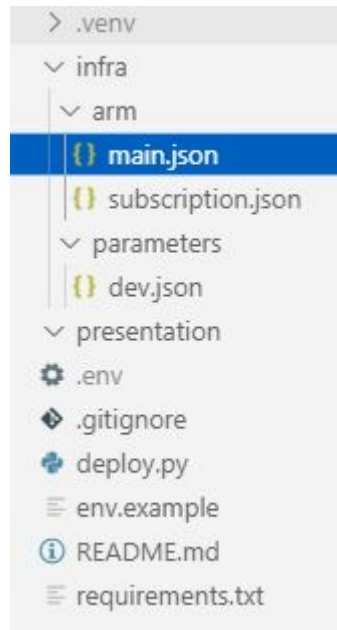 .venv
infra
arm
{} main.json
{} subscription.json
parameters
{} dev.json
presentation
.env
.gitignore
deploy.py
env.example
README.md
requirements.txt